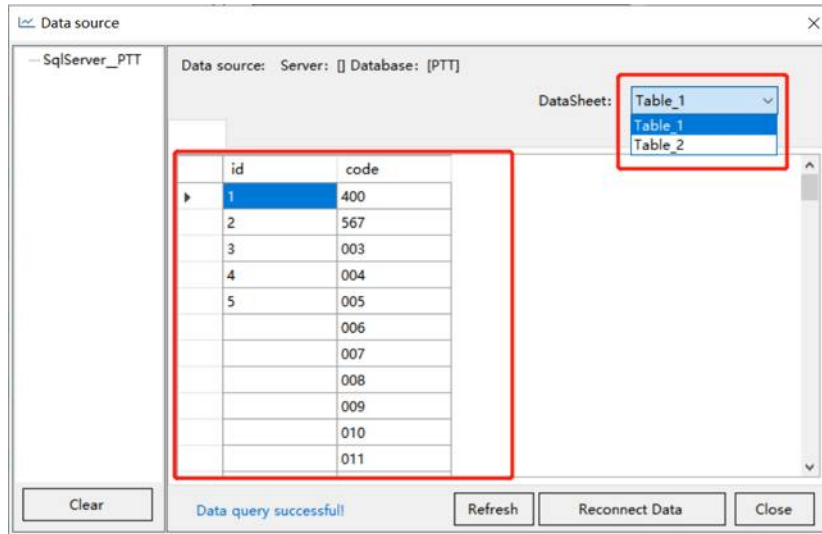 Data source
SqlServer__PTT
Data source: Server: [] Database: [PTT]
DataSheet: Table_1
Table_1
Table_2
id code
1 400
2 567
3 003
4 004
5 005
006
007
008
009
010
011
Clear
Data query successful!
Refresh
Reconnect Data
Close